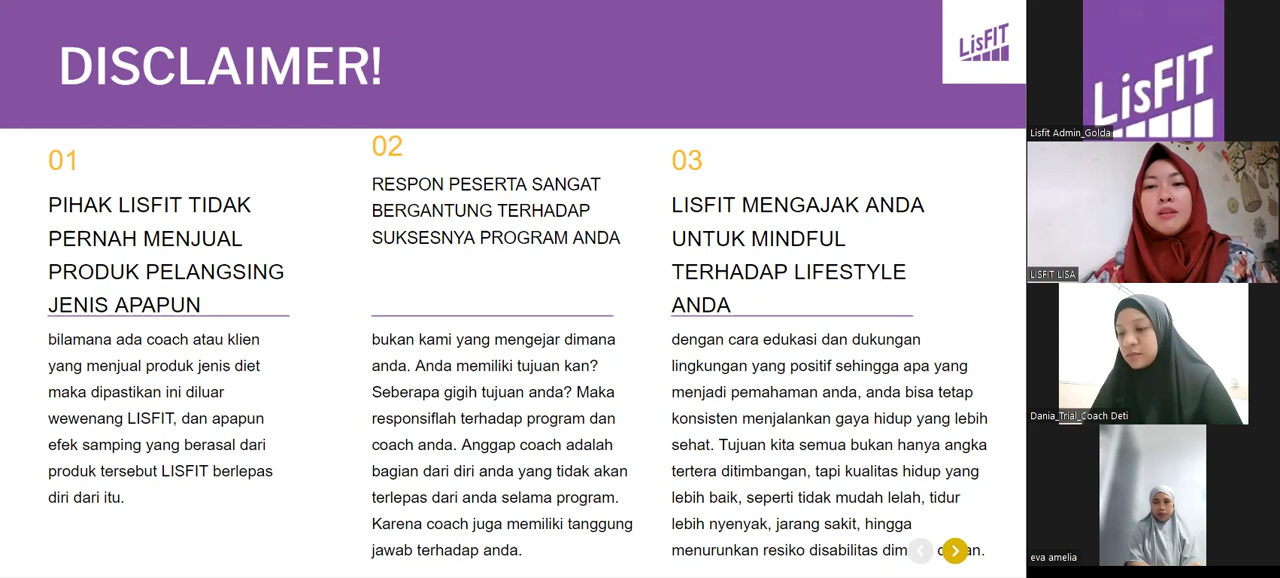 DISCLAIMER!
LisFIT
01
PIHAK LISFIT TIDAK
PERNAH MENJUAL
PRODUK PELANGSING
JENIS APAPUN
bilamana ada coach atau klien
yang menjual produk jenis diet
maka dipastikan ini diluar
wewenang LISFIT, dan apapun
efek samping yang berasal dari
produk tersebut LISFIT berlepas
diri dari itu.
02
RESPON PESERTA SANGAT
BERGANTUNG TERHADAP
SUKSESNYA PROGRAM ANDA
bukan kami yang mengejar dimana
anda. Anda memiliki tujuan kan?
Seberapa gigih tujuan anda? Maka
responsiflah terhadap program dan
coach anda. Anggap coach adalah
bagian dari diri anda yang tidak akan
terlepas dari anda selama program.
Karena coach juga memiliki tanggung
jawab terhadap anda.
03
LISFIT MENGAJAK ANDA
UNTUK MINDFUL
TERHADAP LIFESTYLE
ANDA
dengan cara edukasi dan dukungan
lingkungan yang positif sehingga apa yang
menjadi pemahaman anda, anda bisa tetap
konsisten menjalankan gaya hidup yang lebih
sehat. Tujuan kita semua bukan hanya angka
tertera ditimbangan, tapi kualitas hidup yang
lebih baik, seperti tidak mudah lelah, tidur
lebih nyenyak, jarang sakit, hingga
menurunkan resiko disabilitas
LisFIT
Lisfit Admin_Golda
LISFIT LISA
Dania_Trial_Coach Deti
eva amelia